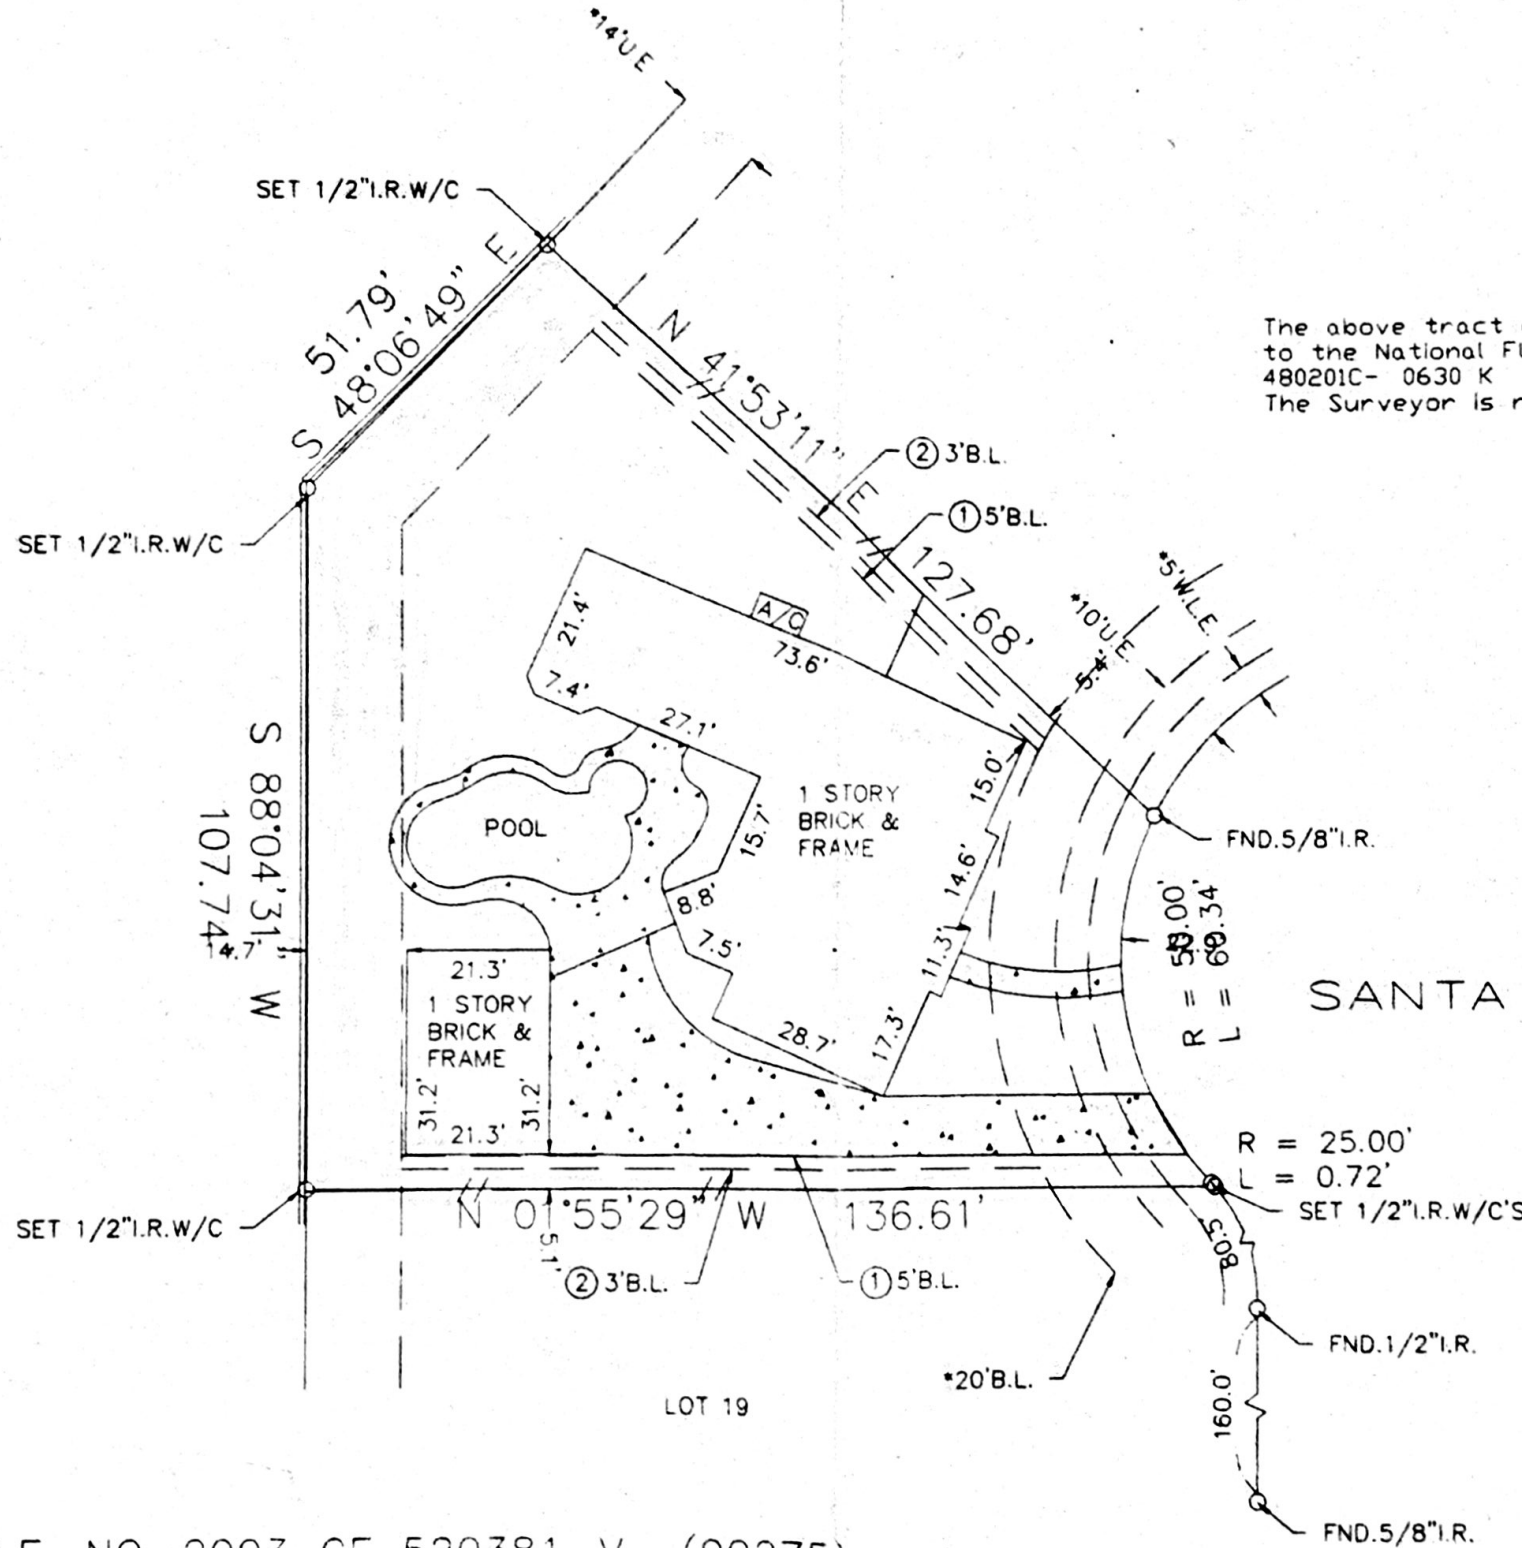 *14'U E
SET 1/2"I.R.W/C
51.79'
S 48°06'49" E
N 41°53'11" E 127.68'
The above tract
to the National
480201C- 0630 K
The Surveyor is
② 3'B.L.
① 5'B.L.
SET 1/2"I.R.W/C
*5'W.L.E.
*10'U.E.
5.4'
A/C
73.6'
21.4'
7.4'
27.1'
15.0'
1 STORY
BRICK &
FRAME
POOL
15.7'
14.6'
FND.5/8"I.R.
S 88°04'31" W
107.74'
14.7'
8.8'
7.5'
11.3'
L = 69.34'
SANTA
21.3'
1 STORY
BRICK &
FRAME
28.7'
17.3'
31.2'
31.2'
21.3'
R = 25.00'
L = 0.72'
SET 1/2"I.R.W/C
N 01°55'29" W 136.61'
SET 1/2"I.R.W/C'S
5.1'
80.5
② 3'B.L.
① 5'B.L.
FND.1/2"I.R.
*20'B.L.
160.0'
LOT 19
FND.5/8"I.R.